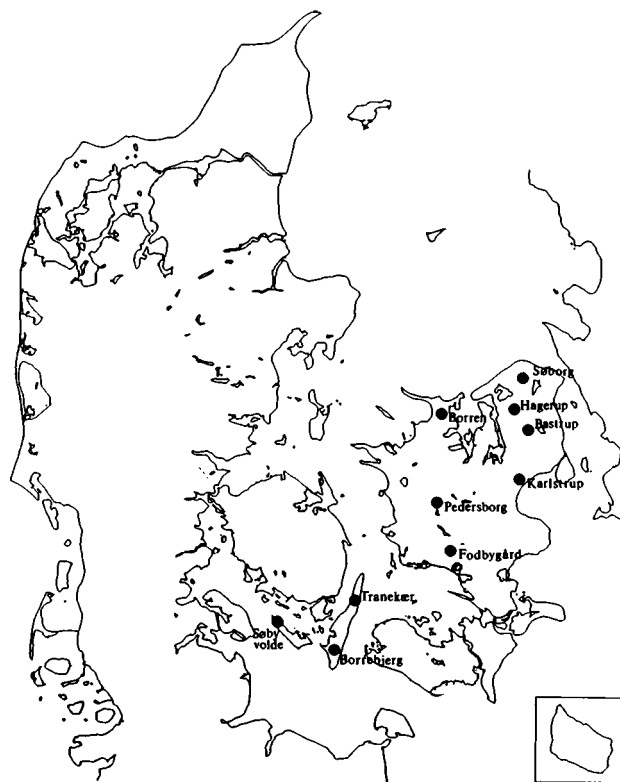 Søborg
Hagerup
Borren
Bastrup
Karlstrup
Pedersborg
Fodbygård
Tranekær
Søby
volde
Borrebjerg